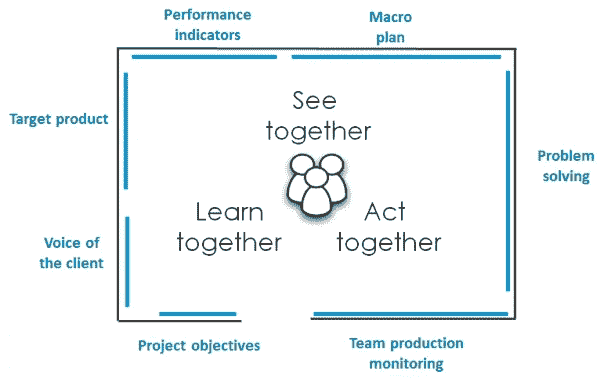 Performance
indicators
Macro
plan
See
together
Target product
Problem
solving
Learn
together
Act
together
Voice of
the client
Project objectives
Team production
monitoring